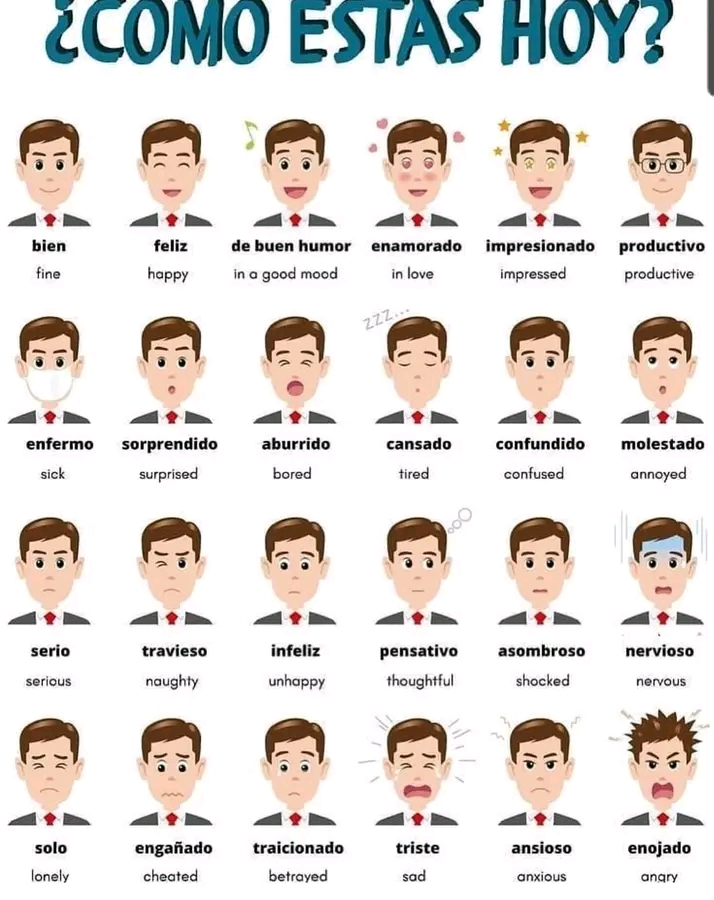 ¿COMO ESTAS HOY?
bien feliz de buen humor enamorado impresionado productivo
fine happy in a good mood in love impressed productive
zzz...
enfermo sorprendido aburrido cansado confundido molestado
sick surprised bored tired confused annoyed
serio travieso infeliz pensativo asombroso nervioso
serious naughty unhappy thoughtful shocked nervous
solo engañado traicionado triste ansioso enojado
lonely cheated betrayed sad anxious angry